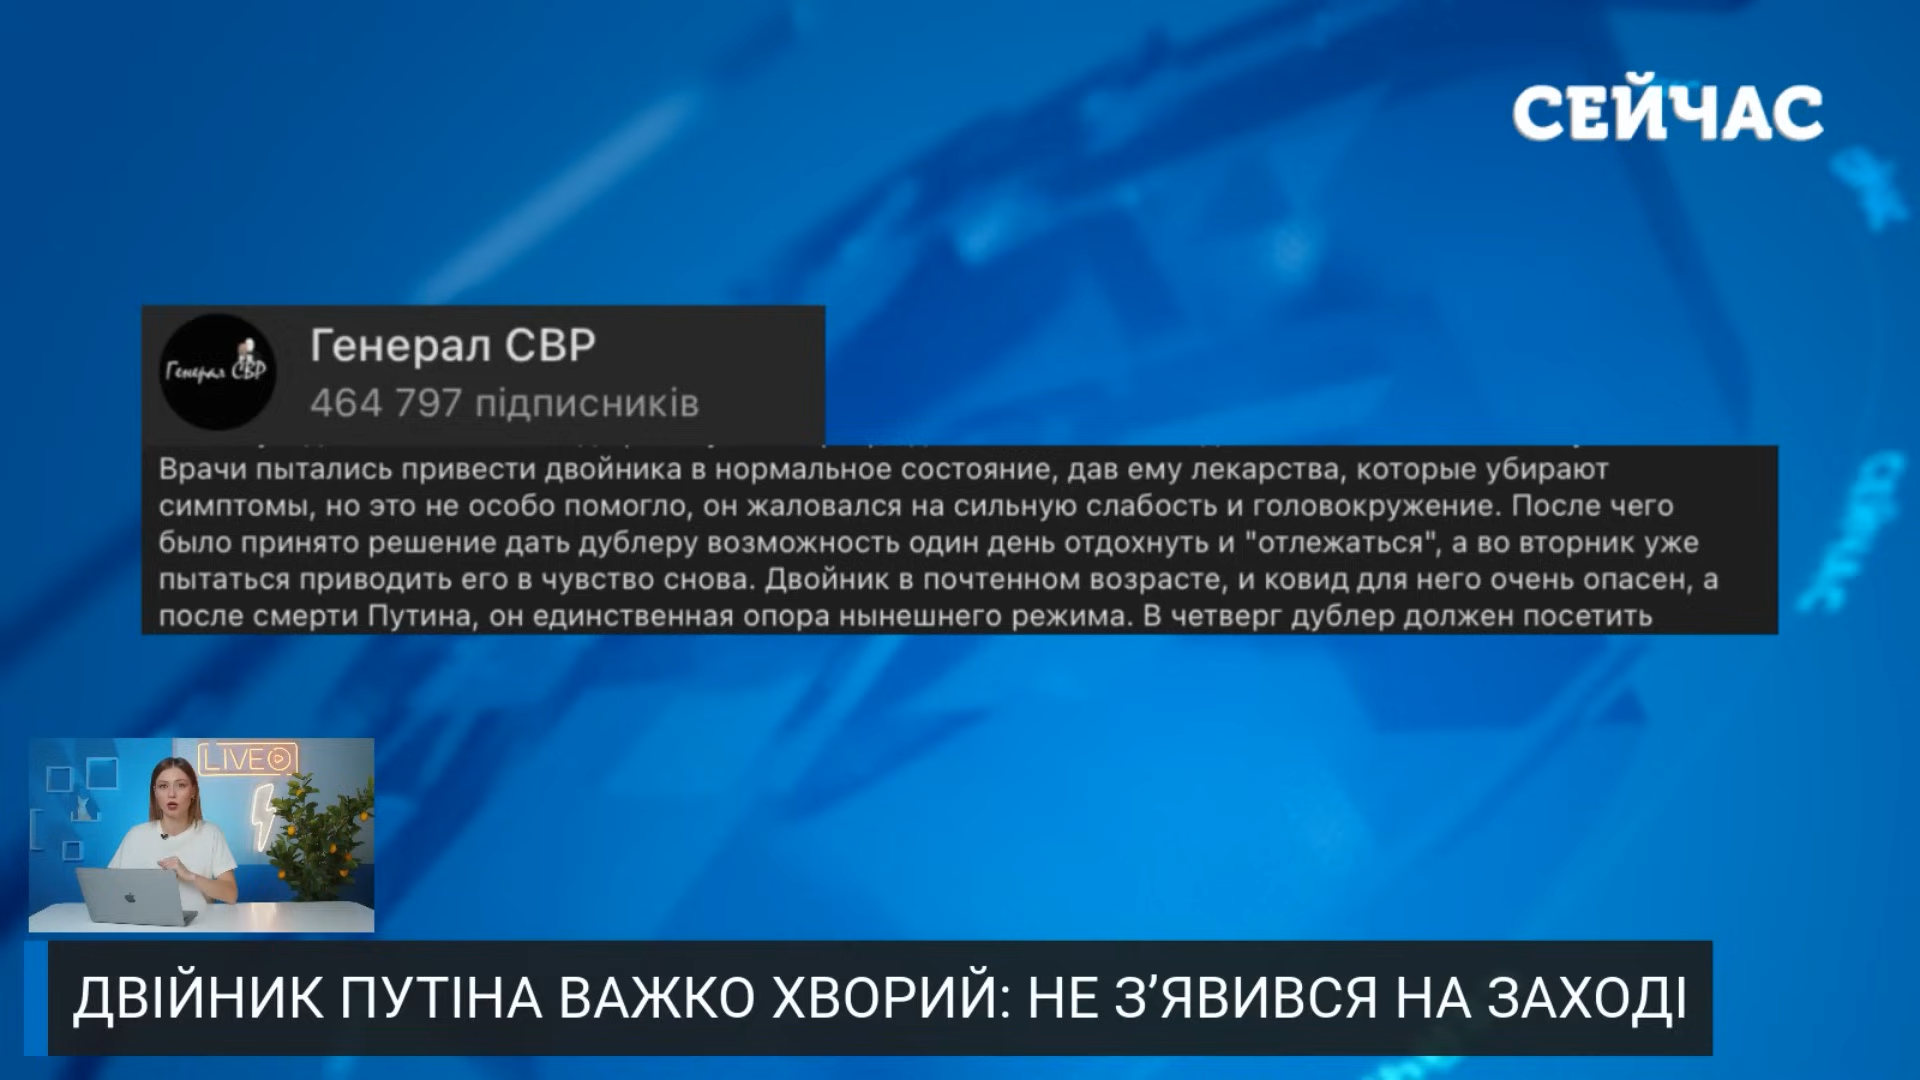 СЕЙЧАС
Генерал СВР
Генерал СВР
464 797 підписників
Врачи пытались привести двойника в нормальное состояние, дав ему лекарства, которые убирают
симптомы, но это не особо помогло, он жаловался на сильную слабость и головокружение. После чего
было принято решение дать дублеру возможность один день отдохнуть и "отлежаться", а во вторник уже
пытаться приводить его в чувство снова. Двойник в почтенном возрасте, и ковид для него очень опасен, а
после смерти Путина, он единственная опора нынешнего режима. В четверг дублер должен посетить
LIVE
ДВІЙНИК ПУТІНА ВАЖКО ХВОРИЙ: НЕ З’ЯВИВСЯ НА ЗАХОДІ